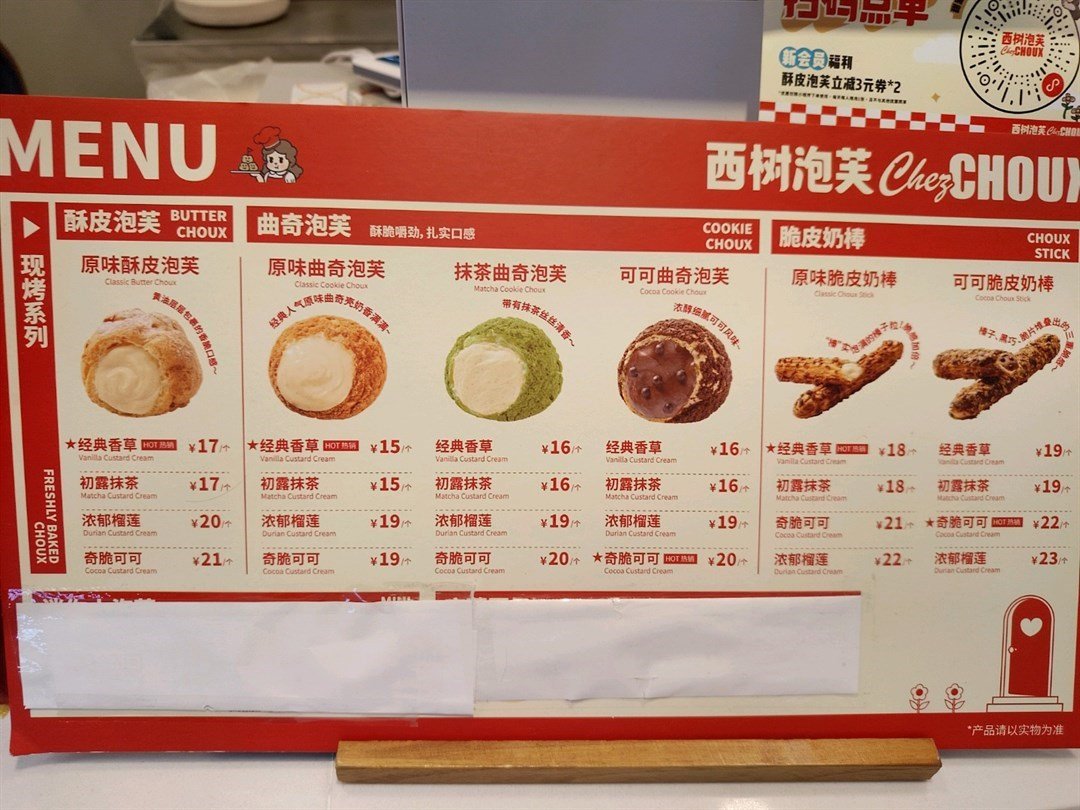 扫码点单
新会员福利
酥皮泡芙立减3元券*2
西树泡芙
Chez CHOUX
西树泡芙 Chez CHOU
MENU
西树泡芙 Chez CHOUX
现烤系列
FRESHLY BAKED CHOUX
酥皮泡芙 BUTTER CHOUX
原味酥皮泡芙
Classic Butter Choux
★经典香草 HOT 热销 ¥17/个
Vanilla Custard Cream
初露抹茶 ¥17/个
Matcha Custard Cream
浓郁榴莲 ¥20/个
Durian Custard Cream
奇脆可可 ¥21/个
Cocoa Custard Cream
曲奇泡芙 酥脆嚼劲, 扎实口感 COOKIE CHOUX
原味曲奇泡芙
Classic Cookie Choux
经典人气原味曲奇壳奶香满满~
★经典香草 HOT 热销 ¥15/个
Vanilla Custard Cream
初露抹茶 ¥15/个
Matcha Custard Cream
浓郁榴莲 ¥19/个
Durian Custard Cream
奇脆可可 ¥19/个
Cocoa Custard Cream
抹茶曲奇泡芙
Matcha Cookie Choux
带有抹茶丝丝清香~
经典香草 ¥16/个
Vanilla Custard Cream
初露抹茶 ¥16/个
Matcha Custard Cream
浓郁榴莲 ¥19/个
Durian Custard Cream
奇脆可可 ¥20/个
Cocoa Custard Cream
可可曲奇泡芙
Cocoa Cookie Choux
浓醇细腻可可风味~
经典香草 ¥16/个
Vanilla Custard Cream
初露抹茶 ¥16/个
Matcha Custard Cream
浓郁榴莲 ¥19/个
Durian Custard Cream
★奇脆可可 HOT 热销 ¥20/个
Cocoa Custard Cream
脆皮奶棒 CHOUX STICK
原味脆皮奶棒
Classic Choux Stick
★经典香草 HOT 热销 ¥18/个
Vanilla Custard Cream
初露抹茶 ¥18/个
Matcha Custard Cream
奇脆可可 ¥21/个
Cocoa Custard Cream
浓郁榴莲 ¥22/个
Durian Custard Cream
可可脆皮奶棒
Cocoa Choux Stick
经典香草 ¥19/个
Vanilla Custard Cream
初露抹茶 ¥19/个
Matcha Custard Cream
★奇脆可可 HOT 热销 ¥22/个
Cocoa Custard Cream
浓郁榴莲 ¥23/个
Durian Custard Cream
MINI
*产品请以实物为准